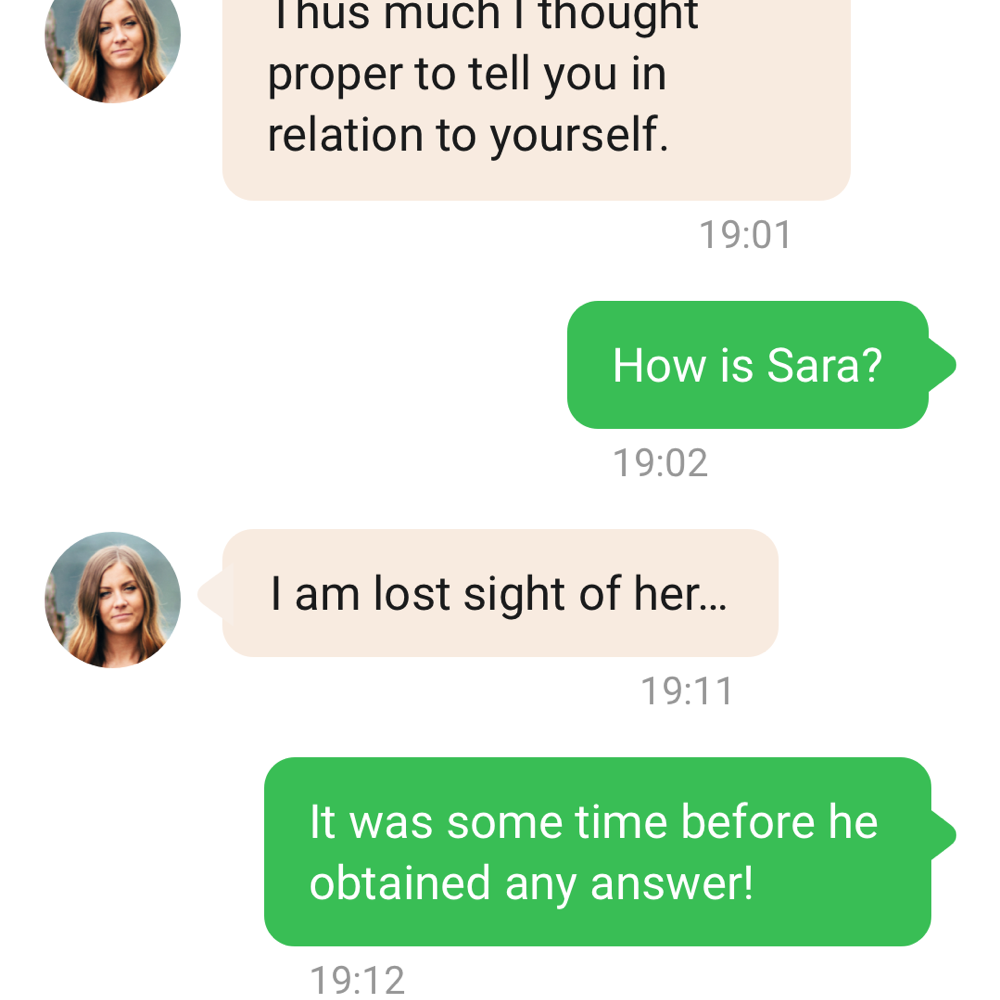 Thus much I thought
proper to tell you in
relation to yourself.
19:01
How is Sara?
19:02
I am lost sight of her...
19:11
It was some time before he
obtained any answer!
19:12